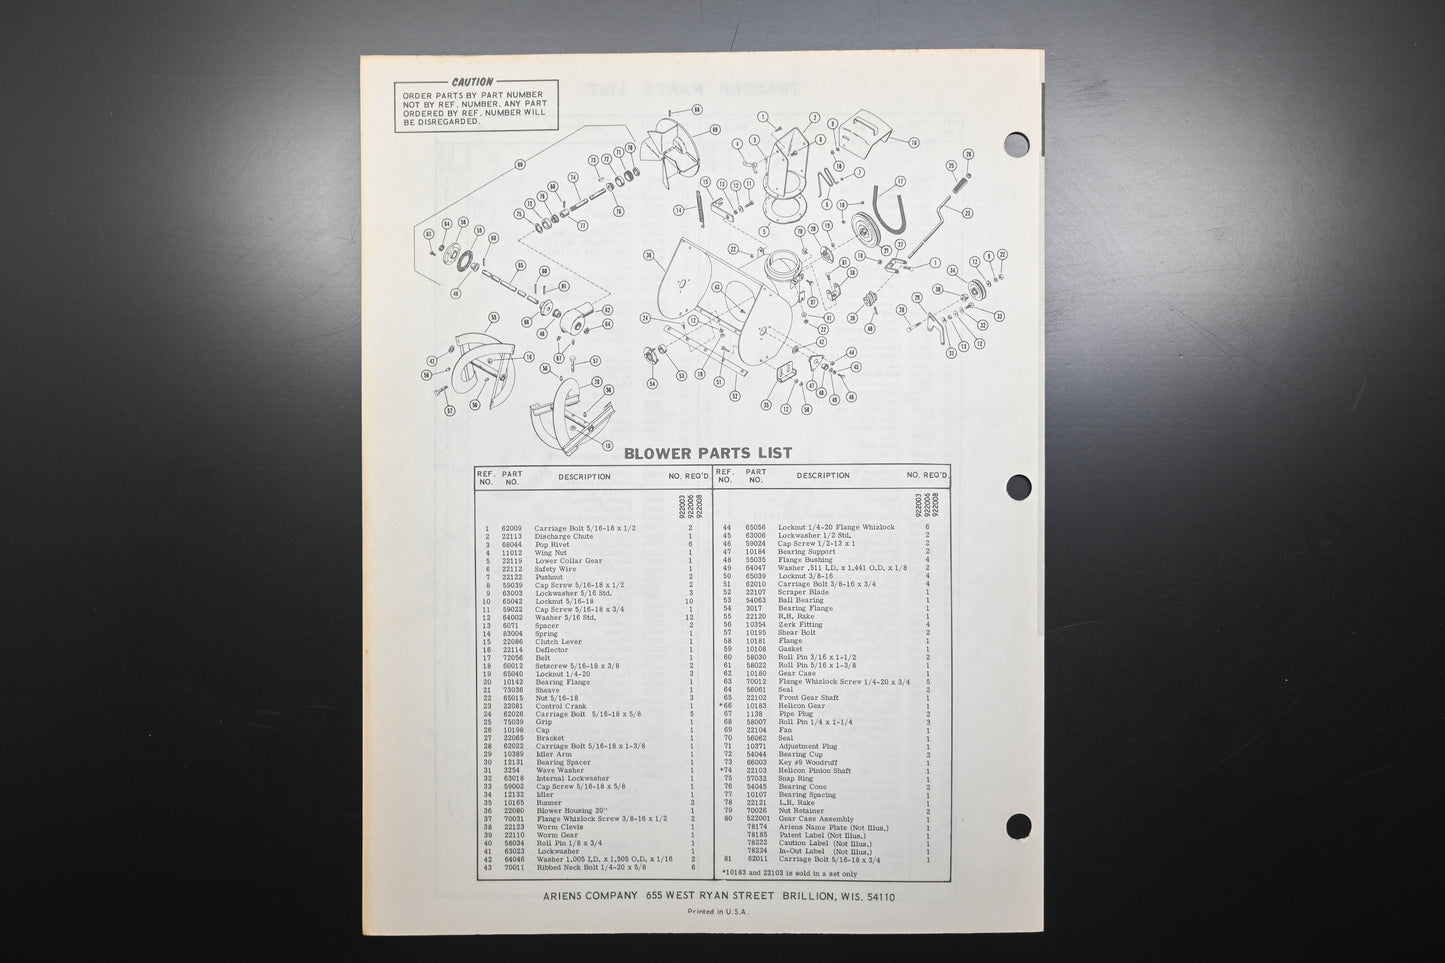 CAUTION
ORDER PARTS BY PART NUMBER
NOT BY REF. NUMBER. ANY PART
ORDERED BY REF. NUMBER WILL
BE DISREGARDED.
BLOWER PARTS LIST
REF. NO. PART NO. DESCRIPTION NO. REQ'D.
922003 922006 922008
1 62009 Carriage Bolt 5/16-18 x 1/2 2
2 22113 Discharge Chute 1
3 68044 Pop Rivet 6
4 11012 Wing Nut 1
5 22119 Lower Collar Gear 1
6 22112 Safety Wire 1
7 22122 Pushnut 2
8 59039 Cap Screw 5/16-18 x 1/2 2
9 63003 Lockwasher 5/16 Std. 3
10 65042 Locknut 5/16-18 10
11 59022 Cap Screw 5/16-18 x 3/4 1
12 64002 Washer 5/16 Std. 12
13 6071 Spacer 2
14 83004 Spring 1
15 22086 Clutch Lever 1
16 22114 Deflector 1
17 72056 Belt 1
18 60012 Setscrew 5/16-18 x 3/8 2
19 65040 Locknut 1/4-20 3
20 10142 Bearing Flange 1
21 73036 Sheave 1
22 65015 Nut 5/16-18 3
23 22081 Control Crank 1
24 62026 Carriage Bolt 5/16-18 x 5/8 5
25 75039 Grip 1
26 10198 Cap 1
27 22065 Bracket 1
28 62022 Carriage Bolt 5/16-18 x 1-3/8 1
29 10389 Idler Arm 1
30 12131 Bearing Spacer 1
31 3254 Wave Washer 1
32 63018 Internal Lockwasher 1
33 59002 Cap Screw 5/16-18 x 5/8 1
34 12132 Idler 1
35 10165 Runner 2
36 22080 Blower Housing 20" 1
37 70031 Flange Whizlock Screw 3/8-16 x 1/2 2
38 22123 Worm Clevis 1
39 22110 Worm Gear 1
40 58034 Roll Pin 1/8 x 3/4 1
41 63023 Lockwasher 1
42 64046 Washer 1.005 I.D. x 1.505 O.D. x 1/16 2
43 70011 Ribbed Neck Bolt 1/4-20 x 5/8 6
REF. NO. PART NO. DESCRIPTION NO. REQ'D.
922003 922006 922008
44 65056 Locknut 1/4-20 Flange Whizlock 6
45 63006 Lockwasher 1/2 Std. 2
46 59024 Cap Screw 1/2-13 x 1 2
47 10184 Bearing Support 2
48 55035 Flange Bushing 4
49 64047 Washer .511 I.D. x 1.441 O.D. x 1/8 2
50 65039 Locknut 3/8-16 4
51 62010 Carriage Bolt 3/8-16 x 3/4 4
52 22107 Scraper Blade 1
53 54063 Ball Bearing 1
54 3017 Bearing Flange 1
55 22120 R.H. Rake 1
56 10354 Zerk Fitting 4
57 10195 Shear Bolt 2
58 10181 Flange 1
59 10108 Gasket 1
60 58030 Roll Pin 3/16 x 1-1/2 2
61 58022 Roll Pin 5/16 x 1-3/8 1
62 10180 Gear Case 1
63 70012 Flange Whizlock Screw 1/4-20 x 3/4 5
64 56061 Seal 2
65 22102 Front Gear Shaft 1
*66 10183 Helicon Gear 1
67 1138 Pipe Plug 2
68 58007 Roll Pin 1/4 x 1-1/4 3
69 22104 Fan 1
70 56062 Seal 1
71 10371 Adjustment Plug 1
72 54044 Bearing Cup 2
73 66003 Key #9 Woodruff 1
*74 22103 Helicon Pinion Shaft 1
75 57032 Snap Ring 1
76 54045 Bearing Cone 2
77 10107 Bearing Spacing 1
78 22121 L.H. Rake 1
79 70026 Nut Retainer 2
80 522001 Gear Case Assembly 1
78174 Ariens Name Plate (Not Illus.) 1
78185 Patent Label (Not Illus.) 1
78222 Caution Label (Not Illus.) 1
78224 In-Out Label (Not Illus.) 1
81 62011 Carriage Bolt 5/16-18 x 3/4 1
*10183 and 22103 is sold in a set only
ARIENS COMPANY 655 WEST RYAN STREET BRILLION, WIS. 54110
Printed in U.S.A.